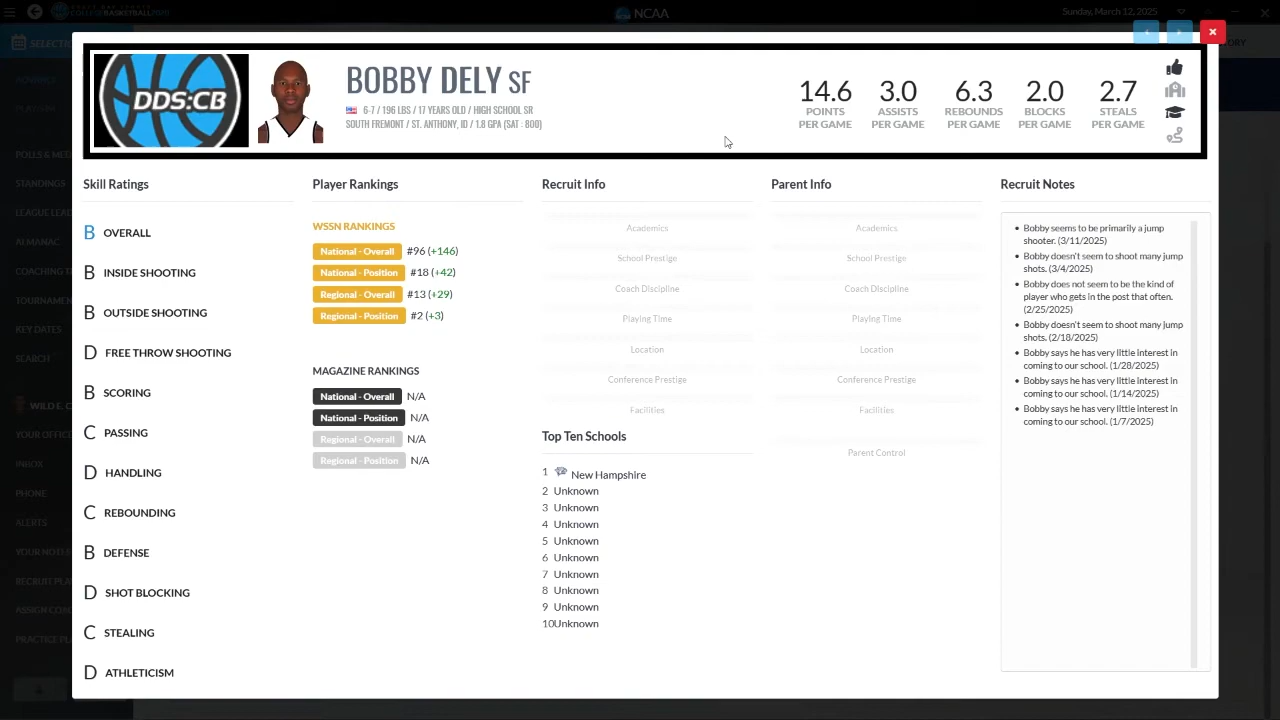 NCAA
Sunday, March 12, 2025
DDS:CB
BOBBY DELY SF
6-7 / 196 LBS / 17 YEARS OLD / HIGH SCHOOL SR
SOUTH FREMONT / ST. ANTHONY, ID / 1.8 GPA (SAT : 800)
14.6 3.0 6.3 2.0 2.7
POINTS ASSISTS REBOUNDS BLOCKS STEALS
PER GAME PER GAME PER GAME PER GAME PER GAME
Skill Ratings
B OVERALL
B INSIDE SHOOTING
B OUTSIDE SHOOTING
D FREE THROW SHOOTING
B SCORING
C PASSING
D HANDLING
C REBOUNDING
B DEFENSE
D SHOT BLOCKING
C STEALING
D ATHLETICISM
Player Rankings
WSSN RANKINGS
National - Overall #96 (+146)
National - Position #18 (+42)
Regional - Overall #13 (+29)
Regional - Position #2 (+3)
MAGAZINE RANKINGS
National - Overall N/A
National - Position N/A
Regional - Overall N/A
Regional - Position N/A
Recruit Info
Academics
School Prestige
Coach Discipline
Playing Time
Location
Conference Prestige
Facilities
Top Ten Schools
1 New Hampshire
2 Unknown
3 Unknown
4 Unknown
5 Unknown
6 Unknown
7 Unknown
8 Unknown
9 Unknown
10Unknown
Parent Info
Academics
School Prestige
Coach Discipline
Playing Time
Location
Conference Prestige
Facilities
Parent Control
Recruit Notes
Bobby seems to be primarily a jump
shooter. (3/11/2025)
Bobby doesn't seem to shoot many jump
shots. (3/4/2025)
Bobby does not seem to be the kind of
player who gets in the post that often.
(2/25/2025)
Bobby doesn't seem to shoot many jump
shots. (2/18/2025)
Bobby says he has very little interest in
coming to our school. (1/28/2025)
Bobby says he has very little interest in
coming to our school. (1/14/2025)
Bobby says he has very little interest in
coming to our school. (1/7/2025)
STANDINGS
ALMANAC
KEY DATES
SEARCH
INBOX
PHONE
ALERTS